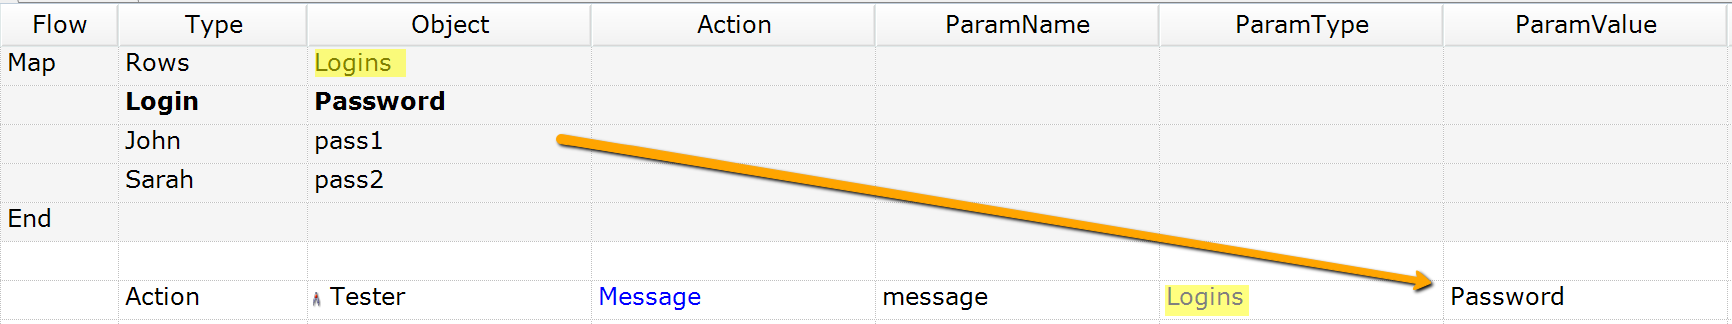 Flow Type Object Action ParamName ParamType ParamValue
Map Rows Logins
Login Password
John pass1
Sarah pass2
End
Action Tester Message message Logins Password